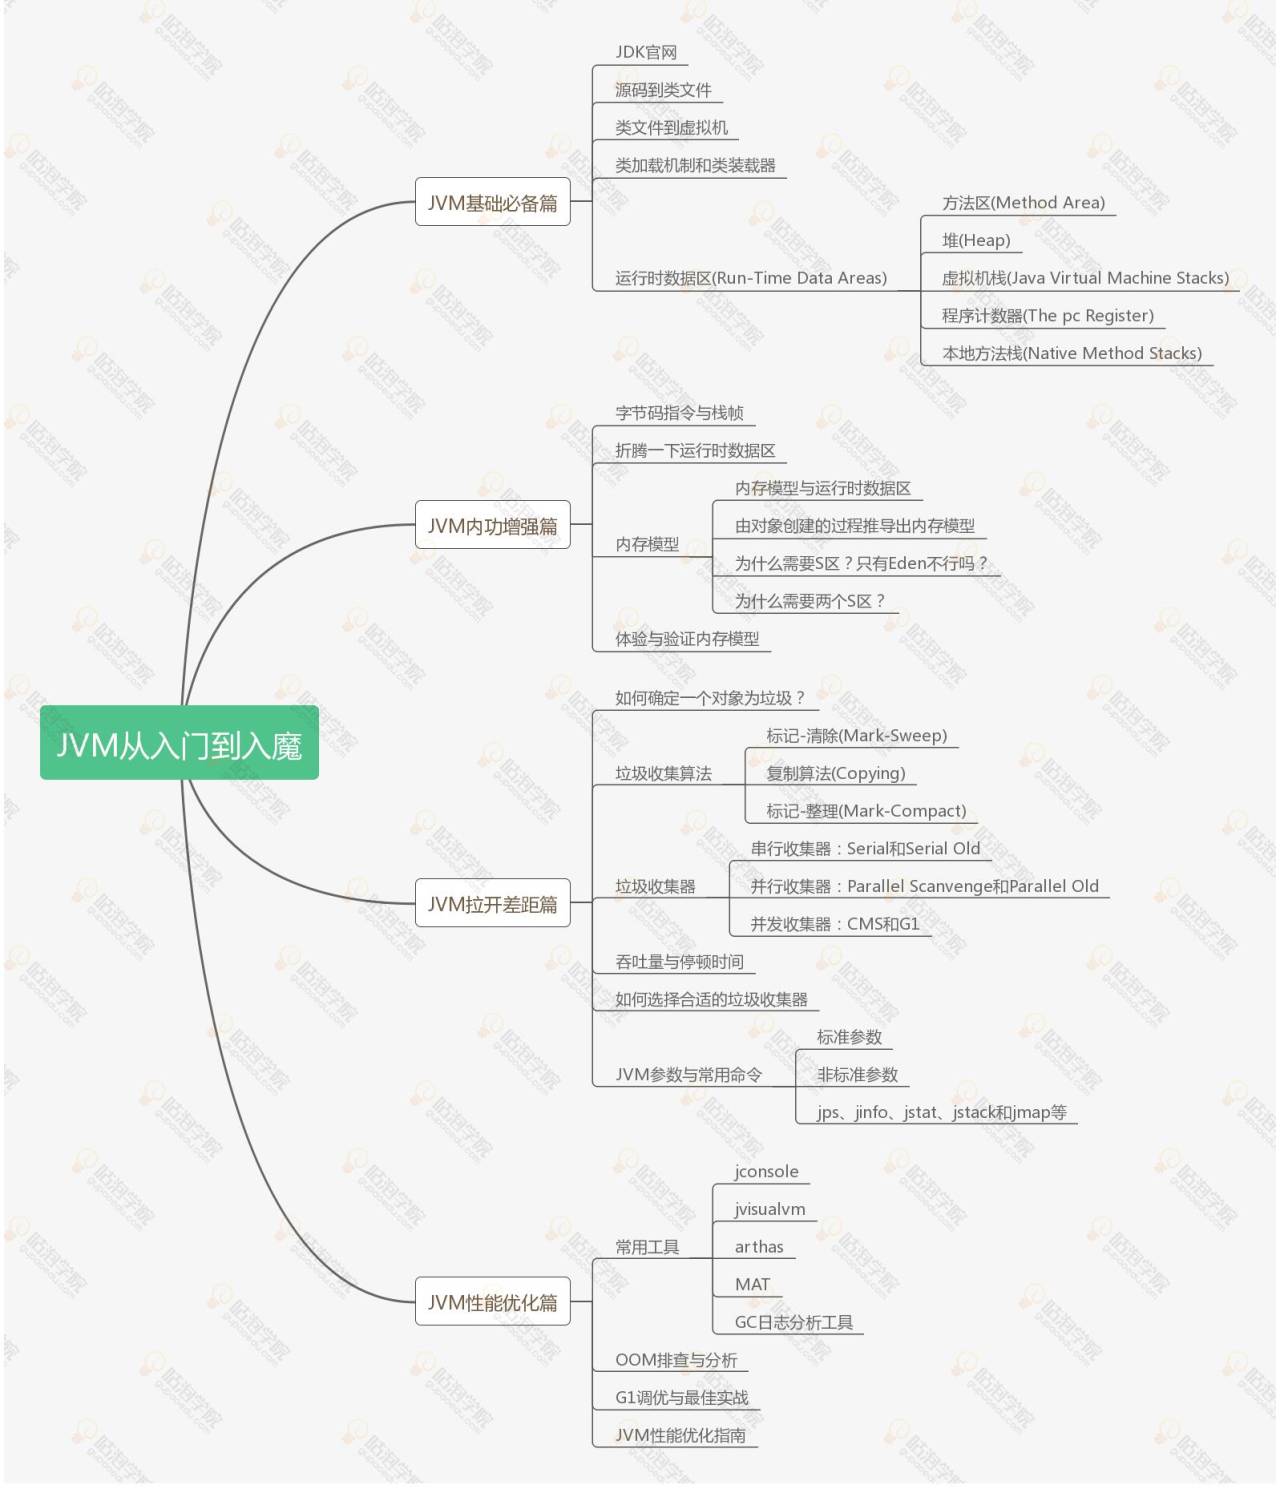 JVM从入门到入魔
JVM基础必备篇
JDK官网
源码到类文件
类文件到虚拟机
类加载机制和类装载器
运行时数据区(Run-Time Data Areas)
方法区(Method Area)
堆(Heap)
虚拟机栈(Java Virtual Machine Stacks)
程序计数器(The pc Register)
本地方法栈(Native Method Stacks)
JVM内功增强篇
字节码指令与栈帧
折腾一下运行时数据区
内存模型
内存模型与运行时数据区
由对象创建的过程推导出内存模型
为什么需要S区？只有Eden不行吗？
为什么需要两个S区？
体验与验证内存模型
JVM拉开差距篇
如何确定一个对象为垃圾？
垃圾收集算法
标记-清除(Mark-Sweep)
复制算法(Copying)
标记-整理(Mark-Compact)
垃圾收集器
串行收集器：Serial和Serial Old
并行收集器：Parallel Scanvenge和Parallel Old
并发收集器：CMS和G1
吞吐量与停顿时间
如何选择合适的垃圾收集器
JVM参数与常用命令
标准参数
非标准参数
jps、jinfo、jstat、jstack和jmap等
JVM性能优化篇
常用工具
jconsole
jvisualvm
arthas
MAT
GC日志分析工具
OOM排查与分析
G1调优与最佳实战
JVM性能优化指南
咕泡学院
gupaoedu.com